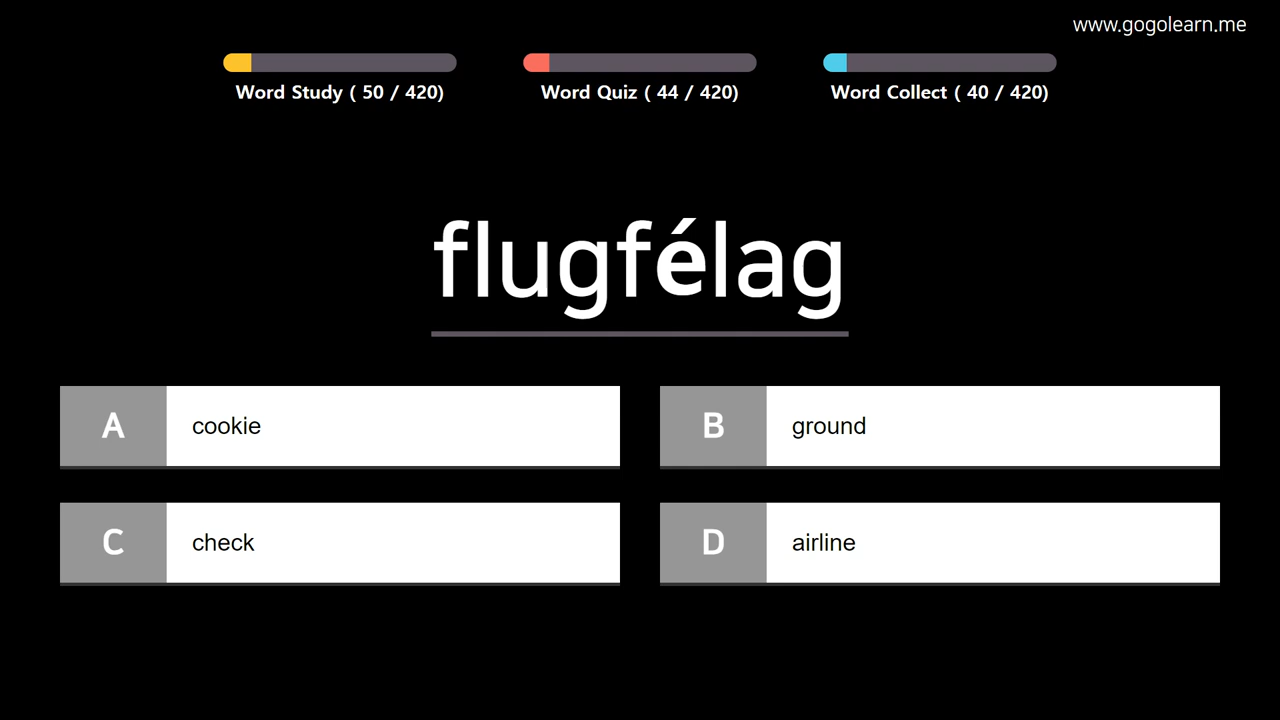 www.gogolearn.me
Word Study ( 50 / 420)
Word Quiz ( 44 / 420)
Word Collect ( 40 / 420)
flugfélag
A cookie
B ground
C check
D airline